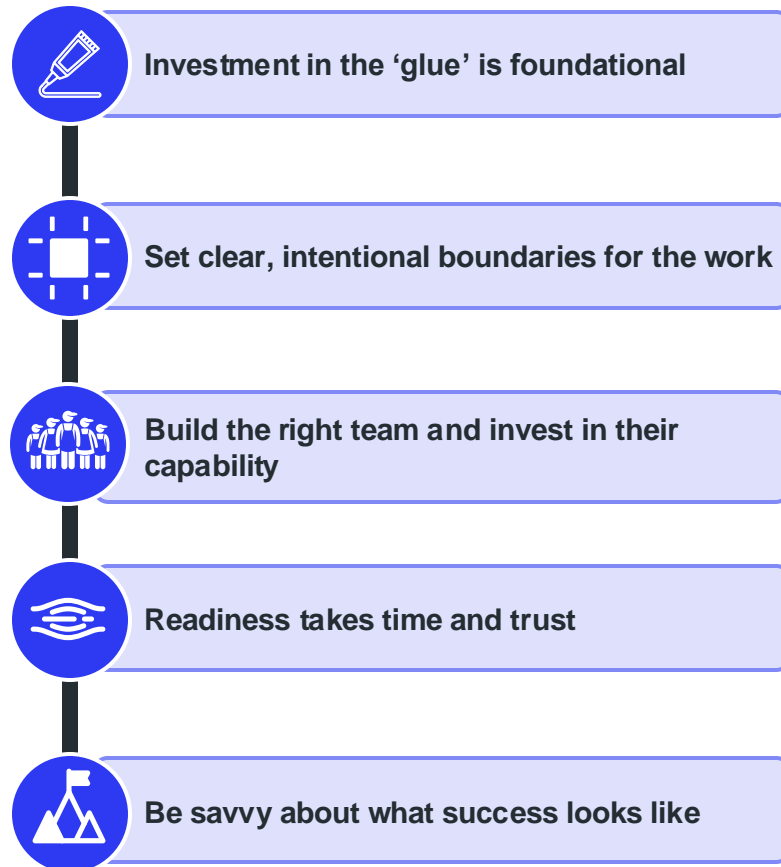 Investment in the ‘glue’ is foundational
Set clear, intentional boundaries for the work
Build the right team and invest in their
capability
Readiness takes time and trust
Be savvy about what success looks like